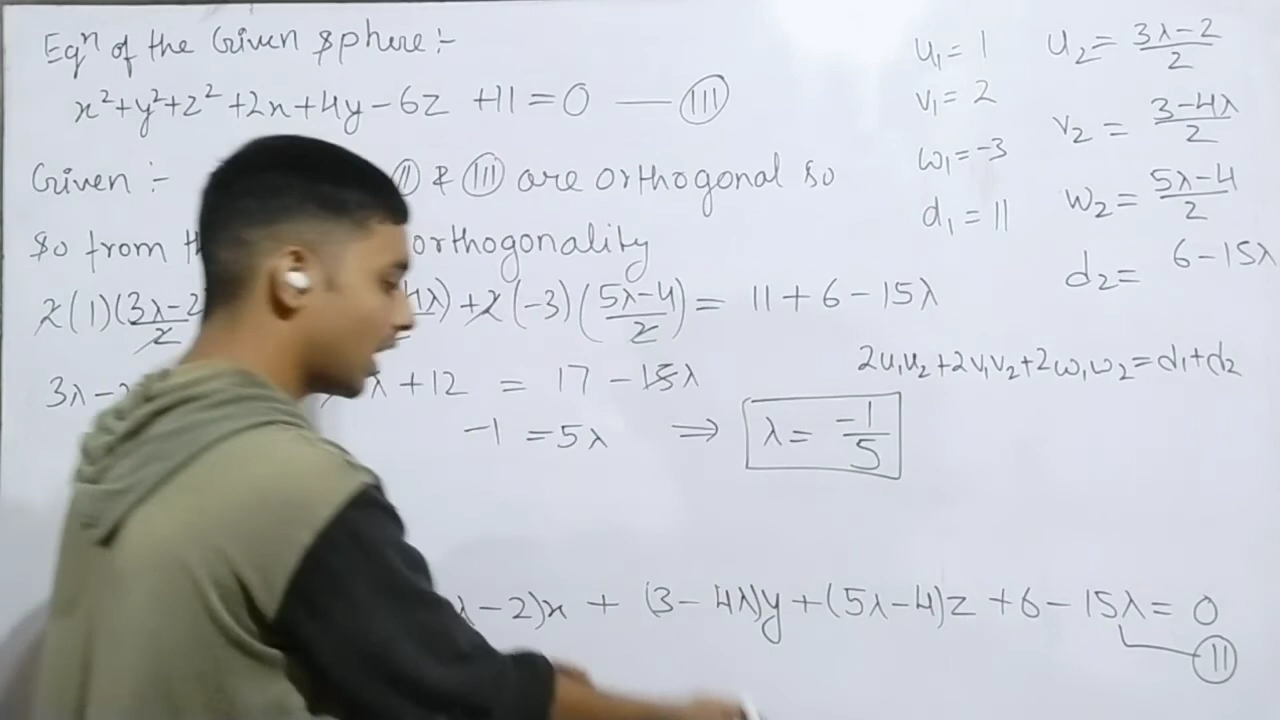 Eqⁿ of the Given sphere :-
x²+y²+z² +2x+4y-6z +11 = 0 — III
Given :- II & III are orthogonal so
so from orthogonality
2(1)(3λ-2 4λ) + 2(-3)(5λ-4/2) = 11 + 6 - 15λ
3λ- λ + 12 = 17 - 15λ
-1 = 5λ ⇒ λ = -1/5
λ-2)x + (3-4λ)y + (5λ-4)z + 6 - 15λ = 0
II
u₁ = 1
v₁ = 2
w₁ = -3
d₁ = 11
u₂ = 3λ-2/2
v₂ = 3-4λ/2
w₂ = 5λ-4/2
d₂ = 6-15λ
2u₁u₂+2v₁v₂+2w₁w₂=d₁+d₂